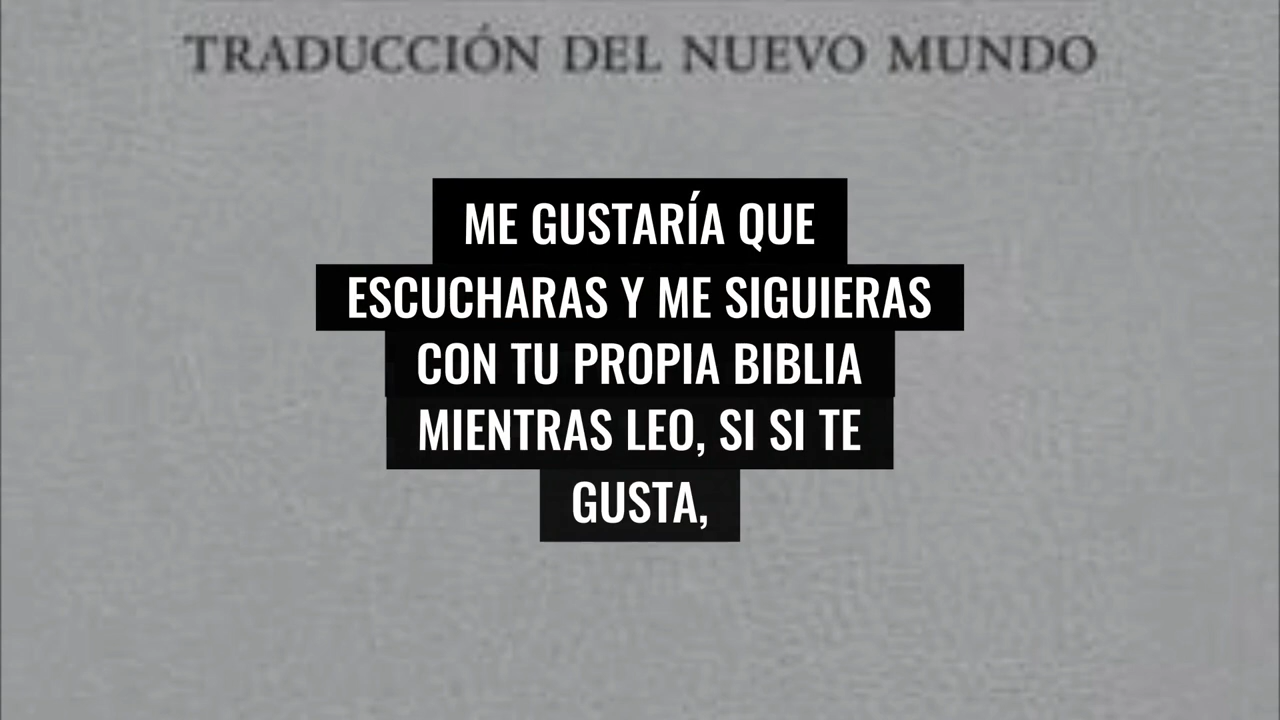 TRADUCCIÓN DEL NUEVO MUNDO
ME GUSTARÍA QUE
ESCUCHARAS Y ME SIGUIERAS
CON TU PROPIA BIBLIA
MIENTRAS LEO, SI SI TE
GUSTA,